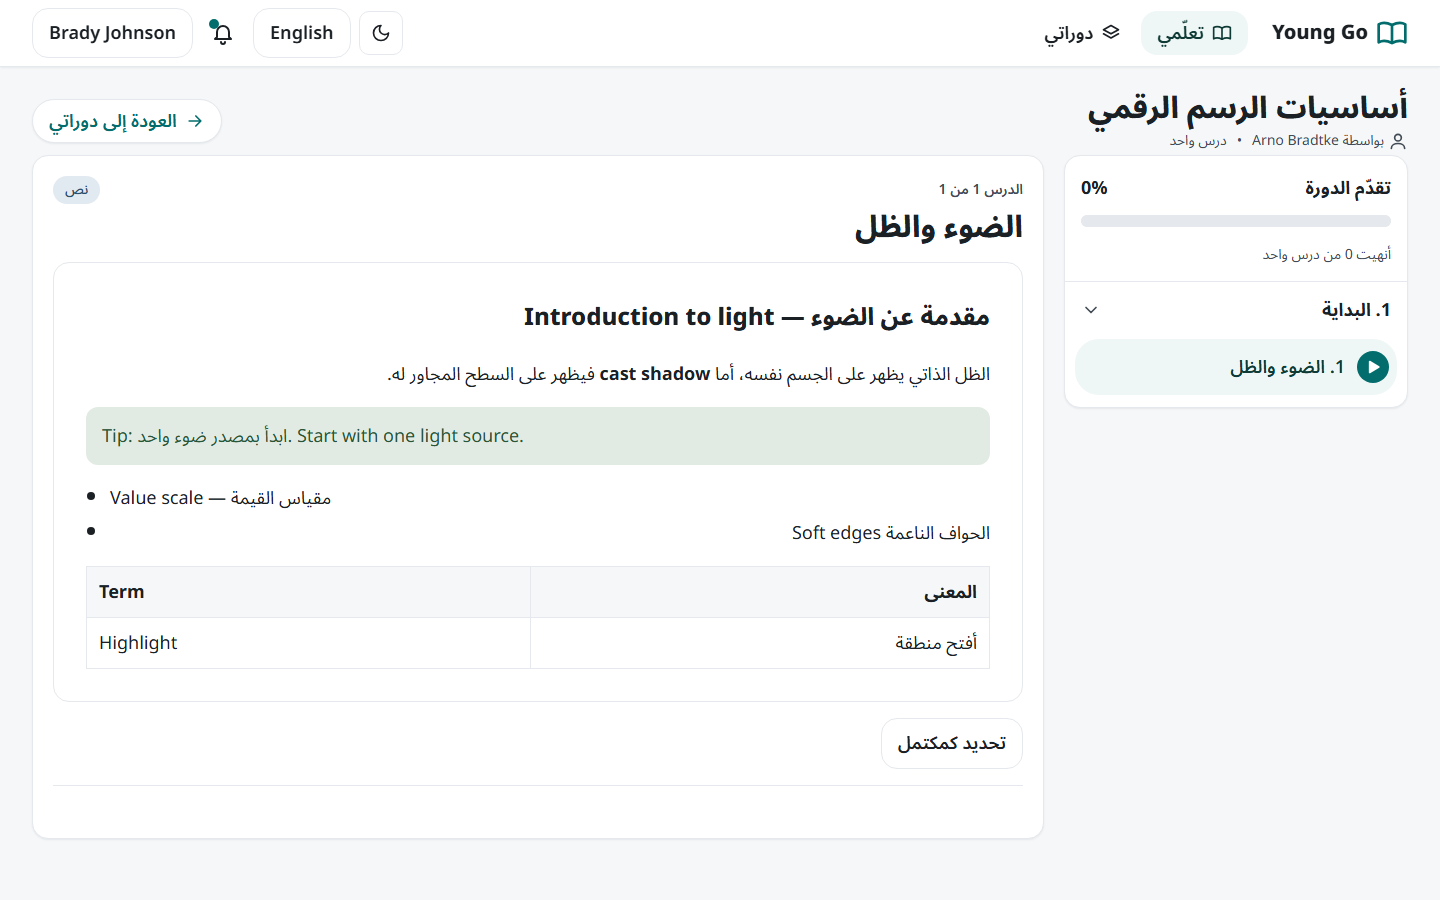 Young Go
تعلّمي
دوراتي
English
Brady Johnson
أساسيات الرسم الرقمي
بواسطة Arno Bradtke • درس واحد
العودة إلى دوراتي
تقدّم الدورة
0%
أنهيت 0 من درس واحد
1. البداية
1. الضوء والظل
الدرس 1 من 1
نص
الضوء والظل
مقدمة عن الضوء — Introduction to light
الظل الذاتي يظهر على الجسم نفسه، أما cast shadow فيظهر على السطح المجاور له.
Tip: ابدأ بمصدر ضوء واحد. Start with one light source.
Value scale — مقياس القيمة
الحواف الناعمة Soft edges
المعنى
Term
أفتح منطقة
Highlight
تحديد كمكتمل